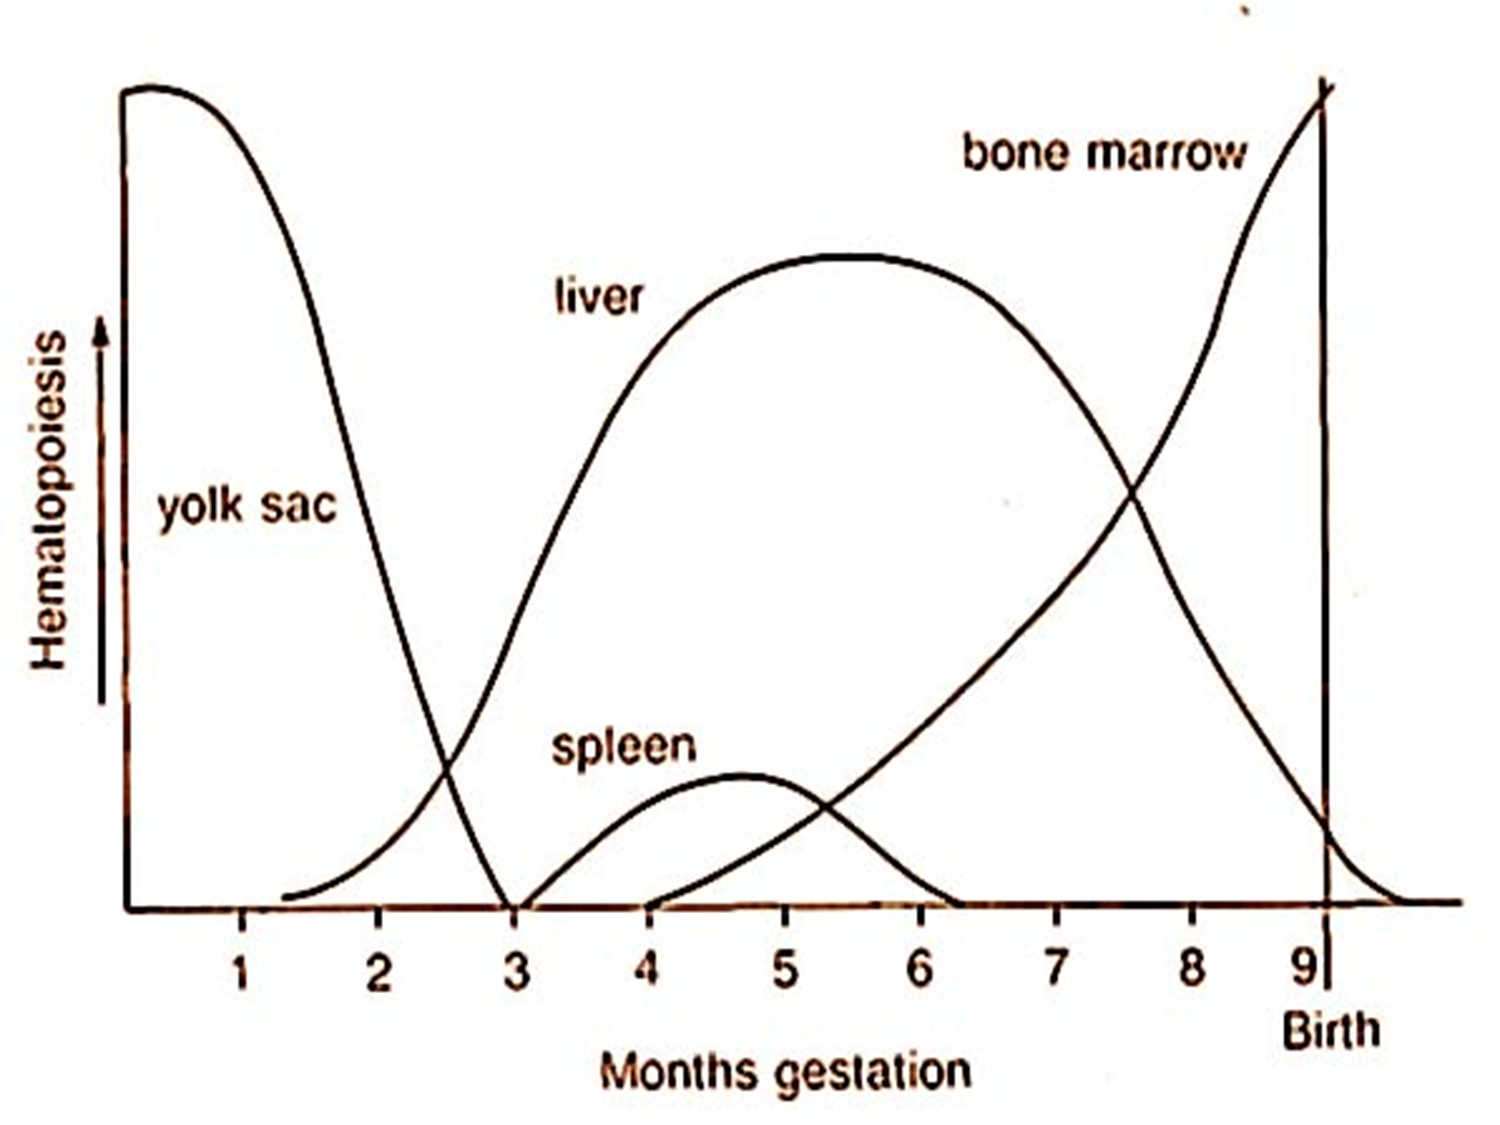 bone marrow
liver
Hematopoiesis
yolk sac
spleen
1 2 3 4 5 6 7 8 9
Birth
Months gestation